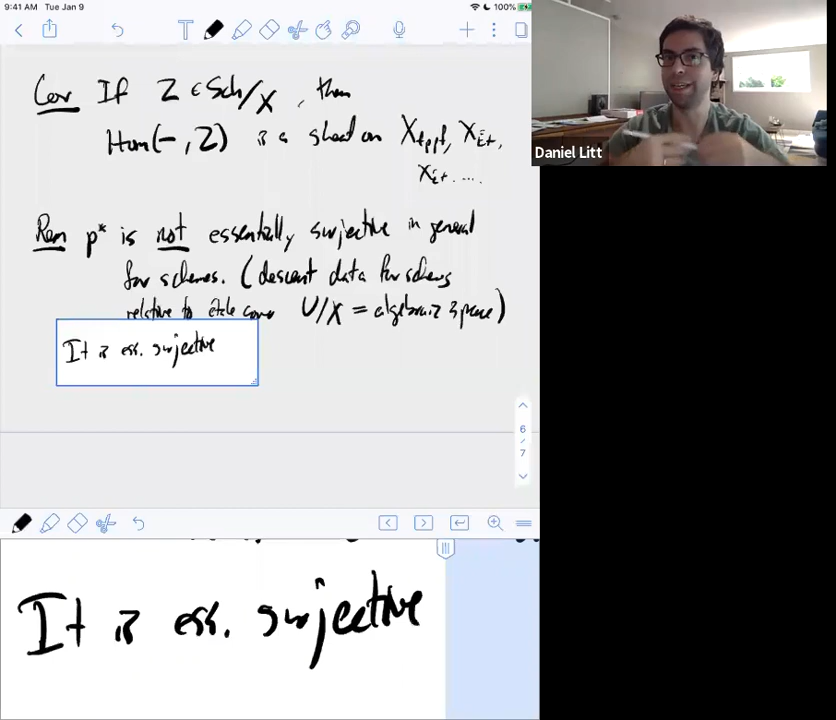 9:41 AM Tue Jan 9
100%
Daniel Litt
Cor If Z ∈ Sch/X, then
Hom(-, Z) is a sheaf on X_fppf, X_Ét,
X_ét ....
Rem p* is not essentially surjective in general
for schemes. (descent data for schemes
relative to étale cover U/X = algebraic space)
It is ess. surjective
6
/
7
It is ess. surjective